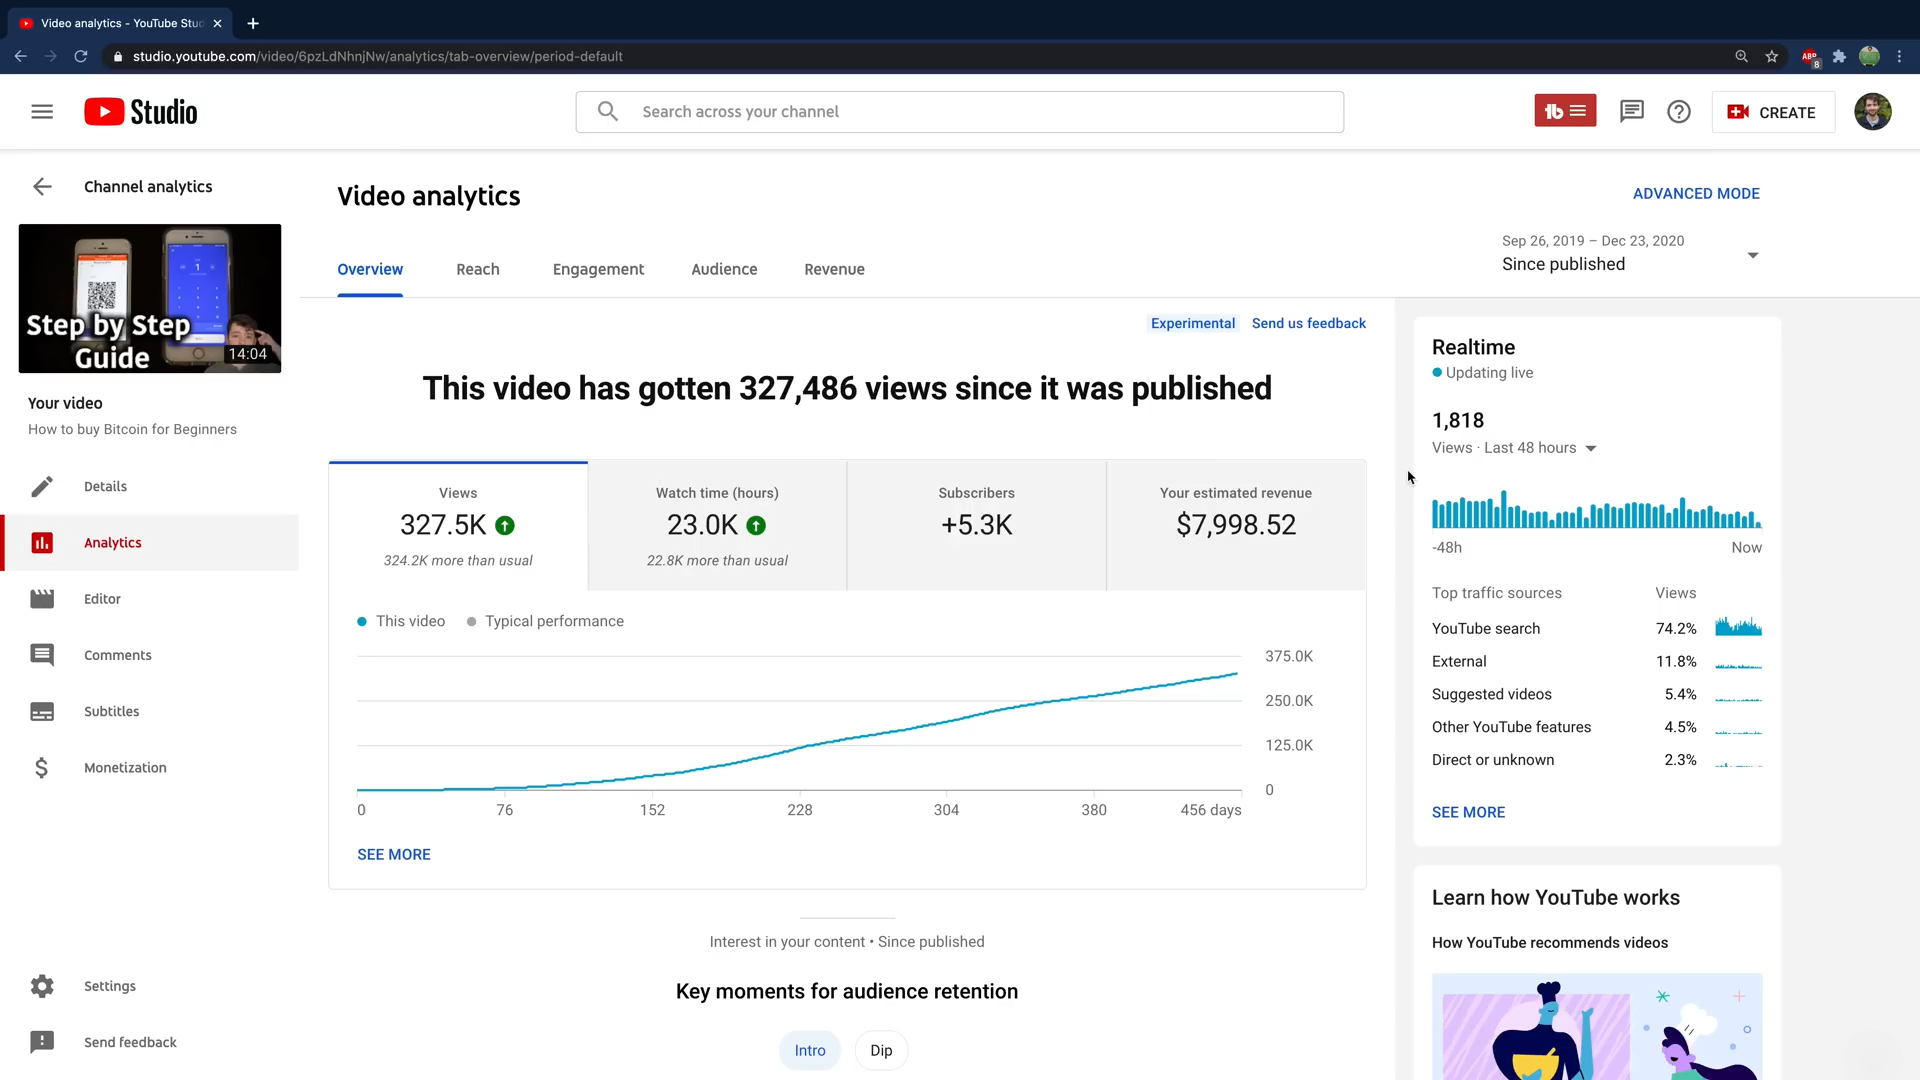 Video analytics - YouTube Stud
studio.youtube.com/video/6pzLdNhnjNw/analytics/tab-overview/period-default
ABP
8
Studio
Search across your channel
CREATE
Channel analytics
Step by Step
Guide
14:04
Your video
How to buy Bitcoin for Beginners
Details
Analytics
Editor
Comments
Subtitles
Monetization
Settings
Send feedback
Video analytics
ADVANCED MODE
Overview
Reach
Engagement
Audience
Revenue
Sep 26, 2019 – Dec 23, 2020
Since published
Experimental
Send us feedback
This video has gotten 327,486 views since it was published
Views
327.5K
324.2K more than usual
Watch time (hours)
23.0K
22.8K more than usual
Subscribers
+5.3K
Your estimated revenue
$7,998.52
This video
Typical performance
375.0K
250.0K
125.0K
0
0
76
152
228
304
380
456 days
SEE MORE
Interest in your content • Since published
Key moments for audience retention
Intro
Dip
Realtime
Updating live
1,818
Views · Last 48 hours
-48h
Now
Top traffic sources
Views
YouTube search
74.2%
External
11.8%
Suggested videos
5.4%
Other YouTube features
4.5%
Direct or unknown
2.3%
SEE MORE
Learn how YouTube works
How YouTube recommends videos